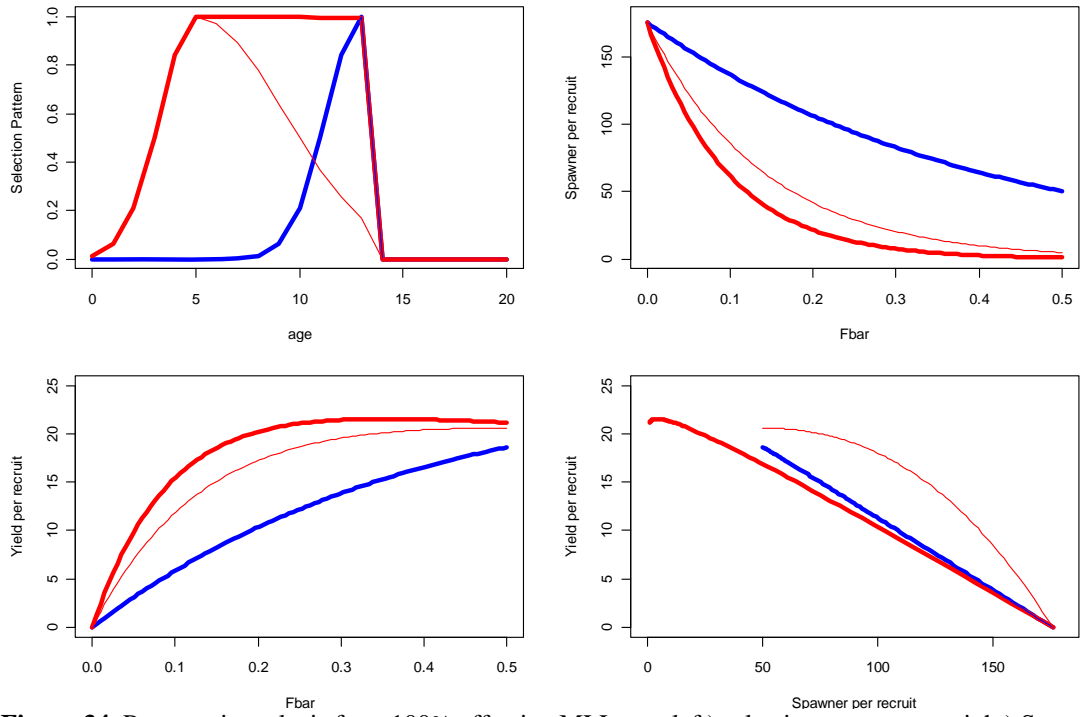 Selection Pattern
0.0 0.2 0.4 0.6 0.8 1.0
0 5 10 15 20
age
Spawner per recruit
0 50 100 150
0.0 0.1 0.2 0.3 0.4 0.5
Fbar
Yield per recruit
0 5 10 15 20 25
0.0 0.1 0.2 0.3 0.4 0.5
Fbar
Yield per recruit
0 5 10 15 20 25
0 50 100 150
Spawner per recruit